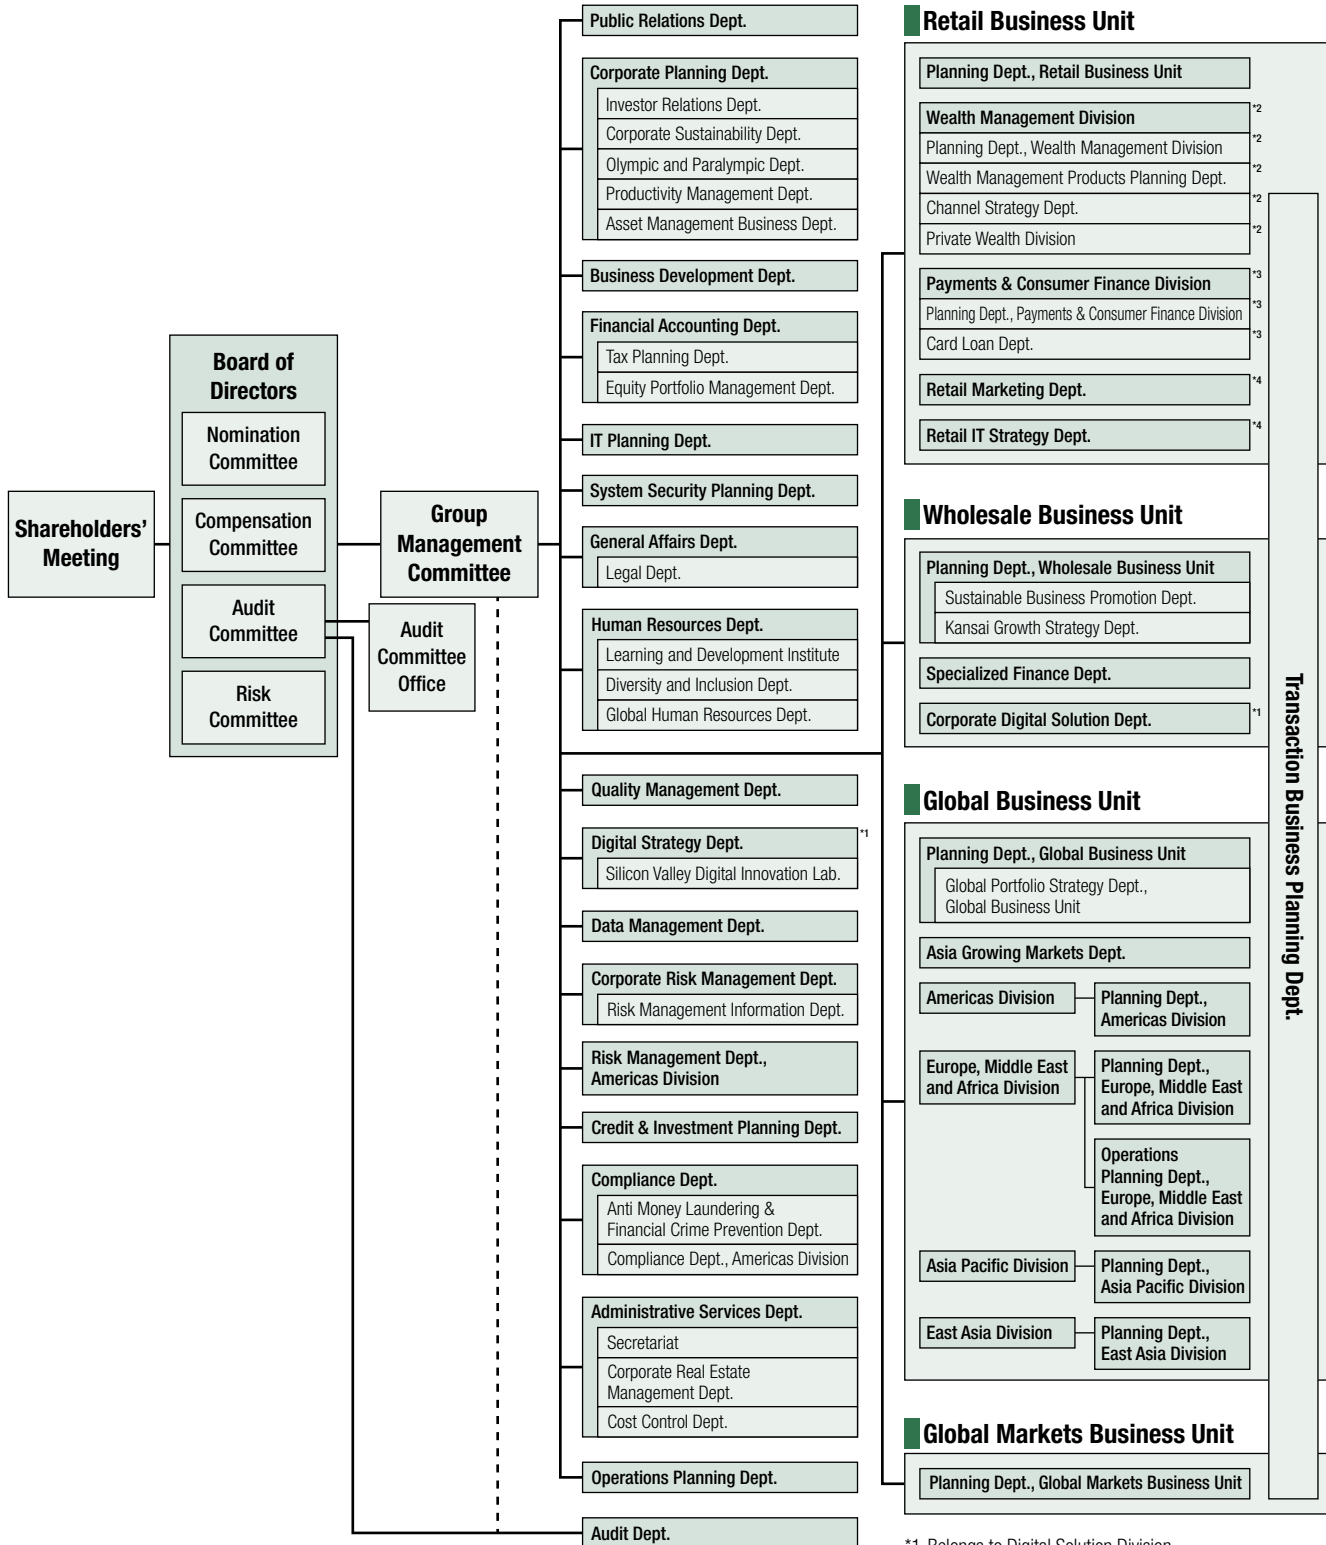 Shareholders'
Meeting
Board of
Directors
Nomination
Committee
Compensation
Committee
Audit
Committee
Risk
Committee
Group
Management
Committee
Audit
Committee
Office
Public Relations Dept.
Corporate Planning Dept.
Investor Relations Dept.
Corporate Sustainability Dept.
Olympic and Paralympic Dept.
Productivity Management Dept.
Asset Management Business Dept.
Business Development Dept.
Financial Accounting Dept.
Tax Planning Dept.
Equity Portfolio Management Dept.
IT Planning Dept.
System Security Planning Dept.
General Affairs Dept.
Legal Dept.
Human Resources Dept.
Learning and Development Institute
Diversity and Inclusion Dept.
Global Human Resources Dept.
Quality Management Dept.
Digital Strategy Dept. *1
Silicon Valley Digital Innovation Lab.
Data Management Dept.
Corporate Risk Management Dept.
Risk Management Information Dept.
Risk Management Dept.,
Americas Division
Credit & Investment Planning Dept.
Compliance Dept.
Anti Money Laundering &
Financial Crime Prevention Dept.
Compliance Dept., Americas Division
Administrative Services Dept.
Secretariat
Corporate Real Estate
Management Dept.
Cost Control Dept.
Operations Planning Dept.
Audit Dept.
Retail Business Unit
Planning Dept., Retail Business Unit
Wealth Management Division *2
Planning Dept., Wealth Management Division *2
Wealth Management Products Planning Dept. *2
Channel Strategy Dept. *2
Private Wealth Division *2
Payments & Consumer Finance Division *3
Planning Dept., Payments & Consumer Finance Division *3
Card Loan Dept. *3
Retail Marketing Dept. *4
Retail IT Strategy Dept. *4
Wholesale Business Unit
Planning Dept., Wholesale Business Unit
Sustainable Business Promotion Dept.
Kansai Growth Strategy Dept.
Specialized Finance Dept.
Corporate Digital Solution Dept. *1
Global Business Unit
Planning Dept., Global Business Unit
Global Portfolio Strategy Dept.,
Global Business Unit
Asia Growing Markets Dept.
Americas Division
Planning Dept.,
Americas Division
Europe, Middle East
and Africa Division
Planning Dept.,
Europe, Middle East
and Africa Division
Operations
Planning Dept.,
Europe, Middle East
and Africa Division
Asia Pacific Division
Planning Dept.,
Asia Pacific Division
East Asia Division
Planning Dept.,
East Asia Division
Global Markets Business Unit
Planning Dept., Global Markets Business Unit
Transaction Business Planning Dept.
*1 Belongs to Digital Solution Division